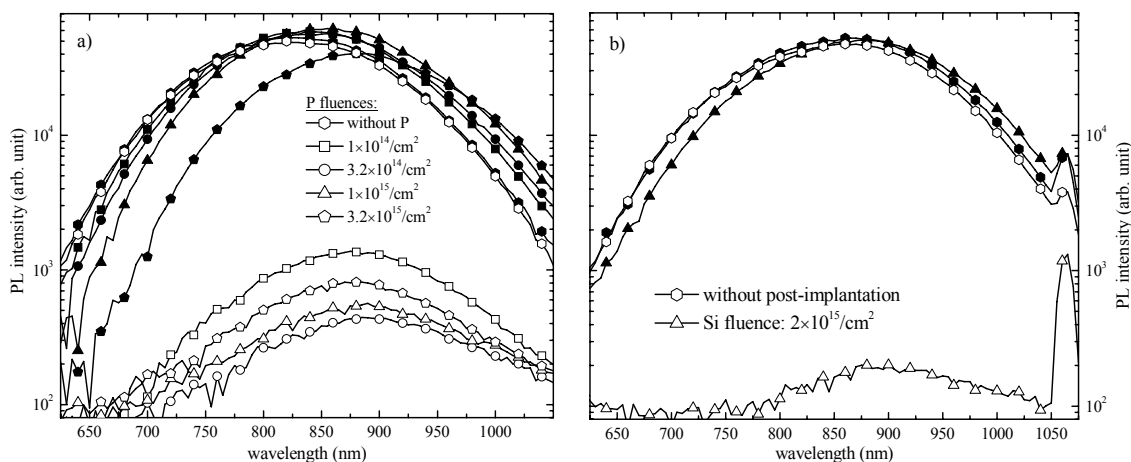 a)
P fluences:
without P
1×10¹⁴/cm²
3.2×10¹⁴/cm²
1×10¹⁵/cm²
3.2×10¹⁵/cm²
PL intensity (arb. unit)
10⁴
10³
10²
650 700 750 800 850 900 950 1000
wavelength (nm)
b)
without post-implantation
Si fluence: 2×10¹⁵/cm²
PL intensity (arb. unit)
10⁴
10³
10²
650 700 750 800 850 900 950 1000 1050
wavelength (nm)